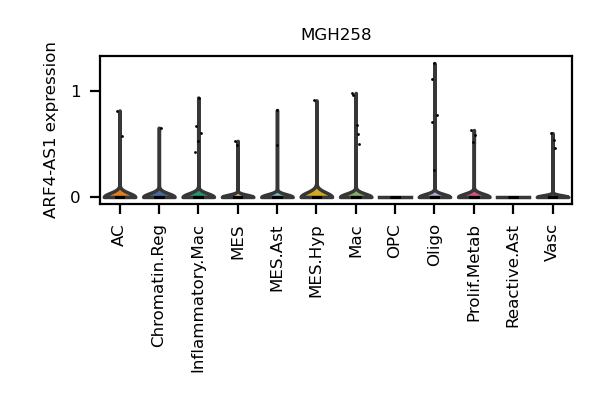 MGH258
ARF4-AS1 expression
1
0
AC
Chromatin.Reg
Inflammatory.Mac
MES
MES.Ast
MES.Hyp
Mac
OPC
Oligo
Prolif.Metab
Reactive.Ast
Vasc